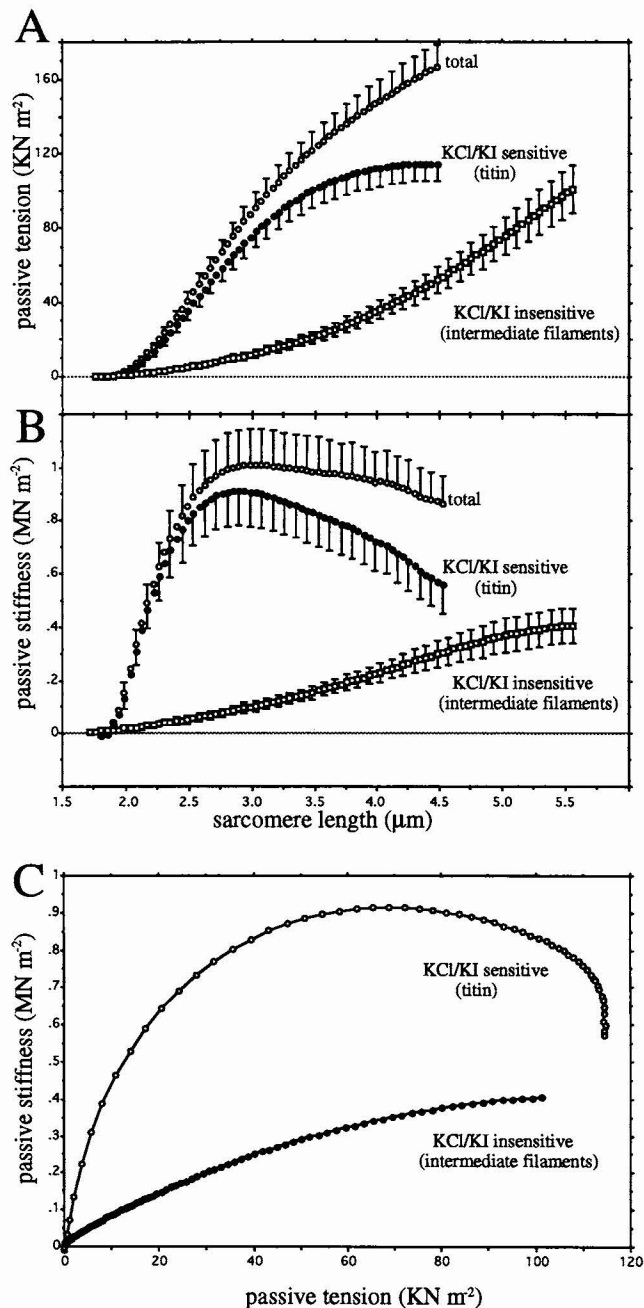 A
160
120
80
40
0
passive tension (KN m-2)
total
KCl/KI sensitive
(titin)
KCl/KI insensitive
(intermediate filaments)
B
1
.8
.6
.4
.2
0
passive stiffness (MN m-2)
total
KCl/KI sensitive
(titin)
KCl/KI insensitive
(intermediate filaments)
1.5 2.0 2.5 3.0 3.5 4.0 4.5 5.0 5.5
sarcomere length (μm)
C
1
.9
.8
.7
.6
.5
.4
.3
.2
.1
0
passive stiffness (MN m-2)
KCl/KI sensitive
(titin)
KCl/KI insensitive
(intermediate filaments)
0 20 40 60 80 100 120
passive tension (KN m-2)